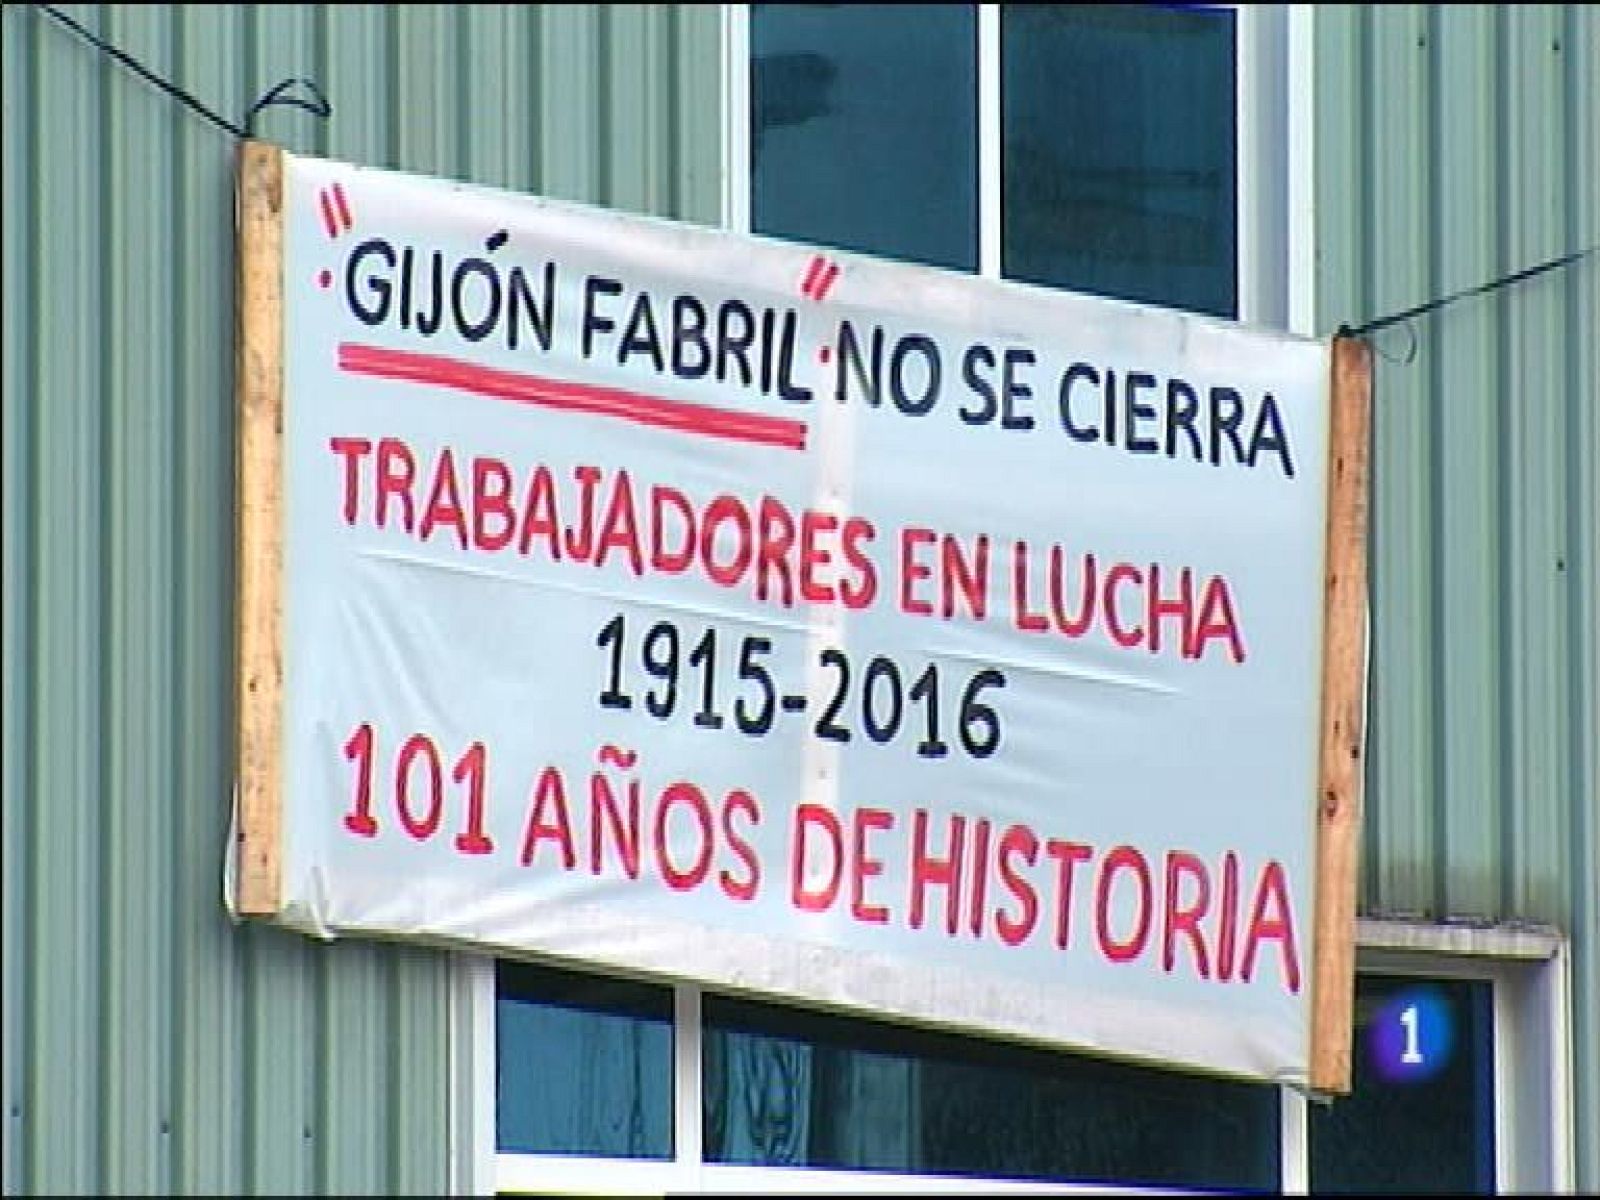 "GIJÓN FABRIL" NO SE CIERRA
TRABAJADORES EN LUCHA
1915-2016
101 AÑOS DE HISTORIA
1